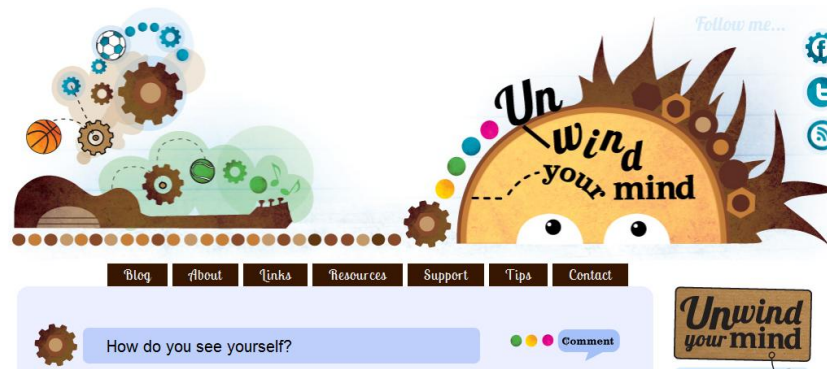 Follow me...
Un
wind
your mind
Blog About Links Resources Support Tips Contact
How do you see yourself?
Comment
Unwind
your mind